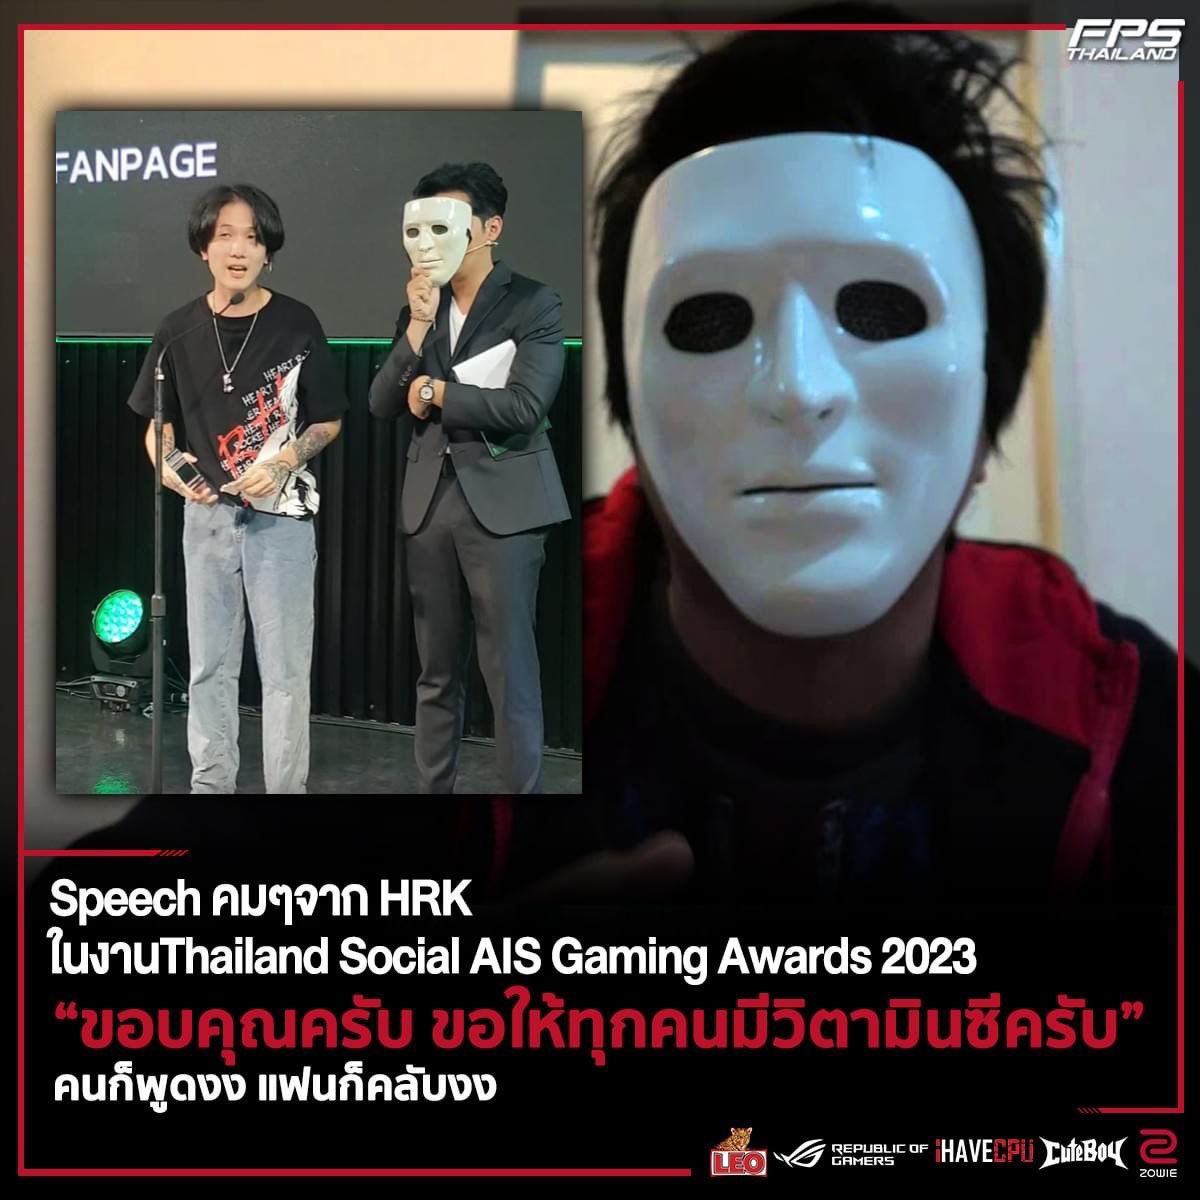 FPS
THAILAND
FANPAGE
HEART
Speech คมๆจาก HRK
ในงานThailand Social AIS Gaming Awards 2023
“ขอบคุณครับ ขอให้ทุกคนมีวิตามินซีครับ”
คนก็พูดงง แฟนก็คลับงง
LEO
REPUBLIC OF
GAMERS
iHAVECPU
CuteBoy
ZOWIE